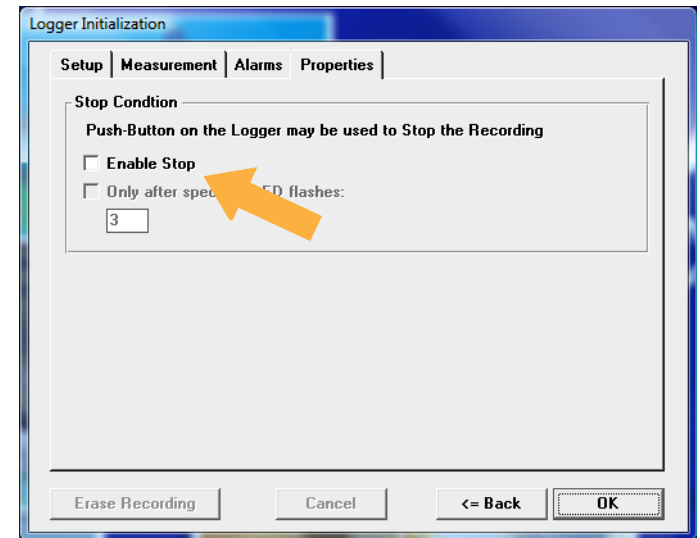 Logger Initialization
Setup Measurement Alarms Properties
Stop Condtion
Push-Button on the Logger may be used to Stop the Recording
Enable Stop
Only after flashes:
3
Erase Recording Cancel <= Back OK